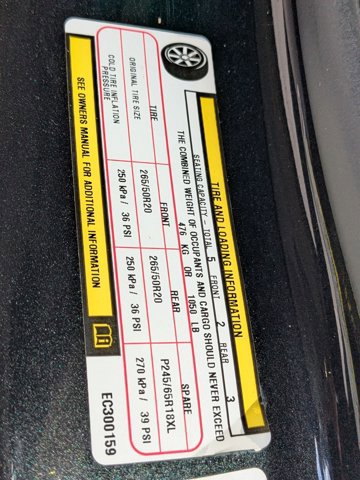 TIRE AND LOADING INFORMATION
SEATING CAPACITY - TOTAL 5 FRONT 2 REAR 3
THE COMBINED WEIGHT OF OCCUPANTS AND CARGO SHOULD NEVER EXCEED
476 KG OR 1050 LB
TIRE FRONT REAR SPARE
ORIGINAL TIRE SIZE 265/50R20 265/50R20 P245/65R18XL
COLD TIRE INFLATION
PRESSURE 250 kPa / 36 PSI 250 kPa / 36 PSI 270 kPa / 39 PSI
SEE OWNERS MANUAL FOR ADDITIONAL INFORMATION
EC300159